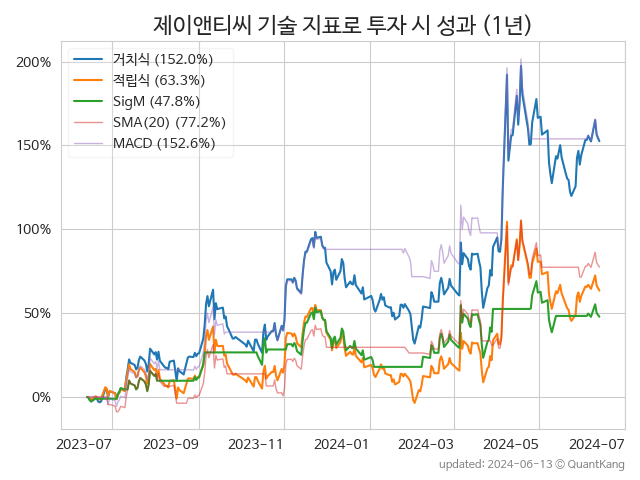 제이앤티씨 기술 지표로 투자 시 성과 (1년)
거치식 (152.0%)
적립식 (63.3%)
SigM (47.8%)
SMA(20) (77.2%)
MACD (152.6%)
200%
150%
100%
50%
0%
2023-07 2023-09 2023-11 2024-01 2024-03 2024-05 2024-07
updated: 2024-06-13 © QuantKang